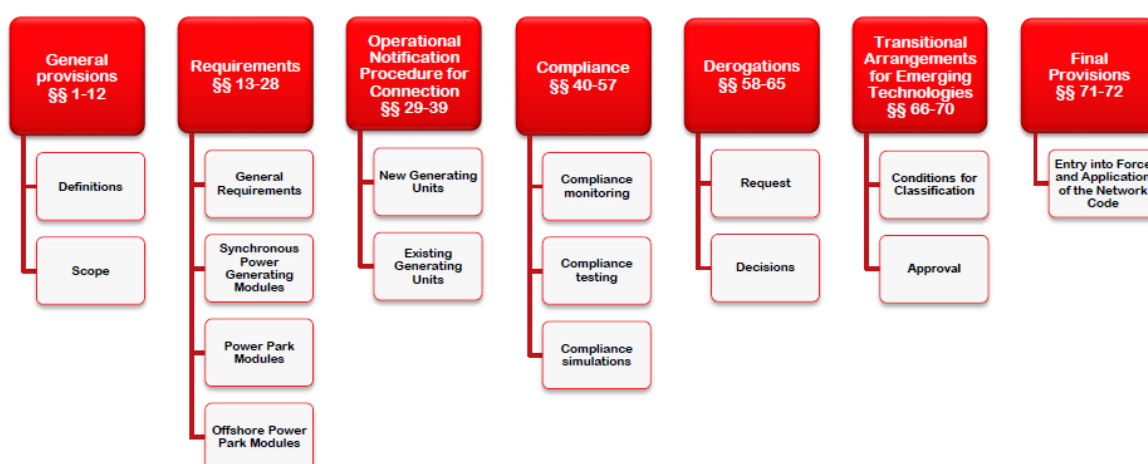 General
provisions
§§ 1-12
Definitions
Scope
Requirements
§§ 13-28
General
Requirements
Synchronous
Power
Generating
Modules
Power Park
Modules
Offshore Power
Park Modules
Operational
Notification
Procedure for
Connection
§§ 29-39
New Generating
Units
Existing
Generating
Units
Compliance
§§ 40-57
Compliance
monitoring
Compliance
testing
Compliance
simulations
Derogations
§§ 58-65
Request
Decisions
Transitional
Arrangements
for Emerging
Technologies
§§ 66-70
Conditions for
Classification
Approval
Final
Provisions
§§ 71-72
Entry into Force
and Application
of the Network
Code